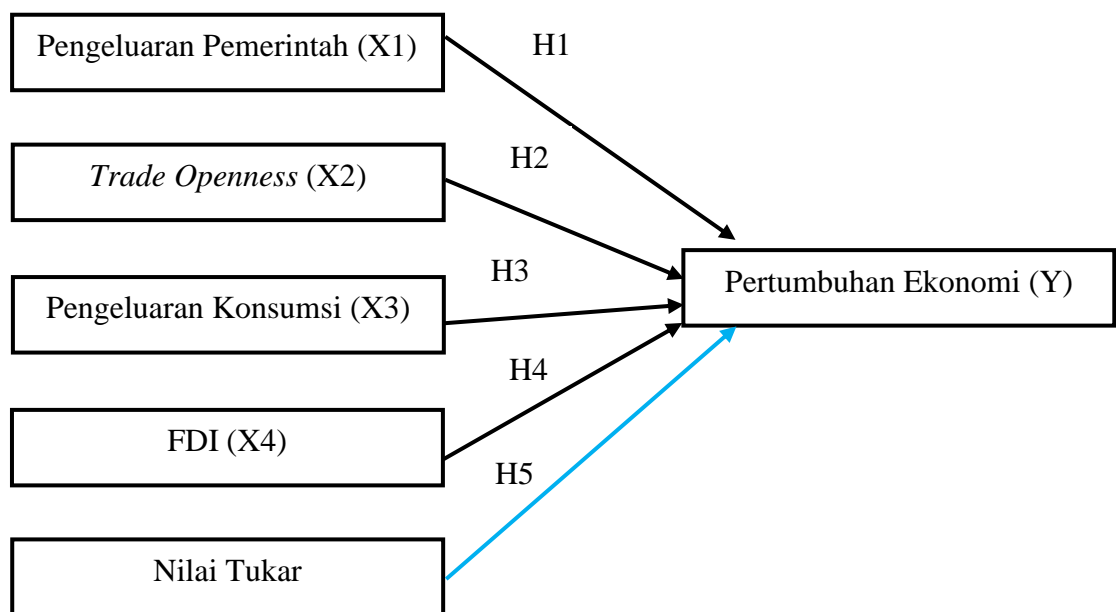 Pengeluaran Pemerintah (X1)
H1
Trade Openness (X2)
H2
Pengeluaran Konsumsi (X3)
H3
Pertumbuhan Ekonomi (Y)
FDI (X4)
H4
Nilai Tukar
H5